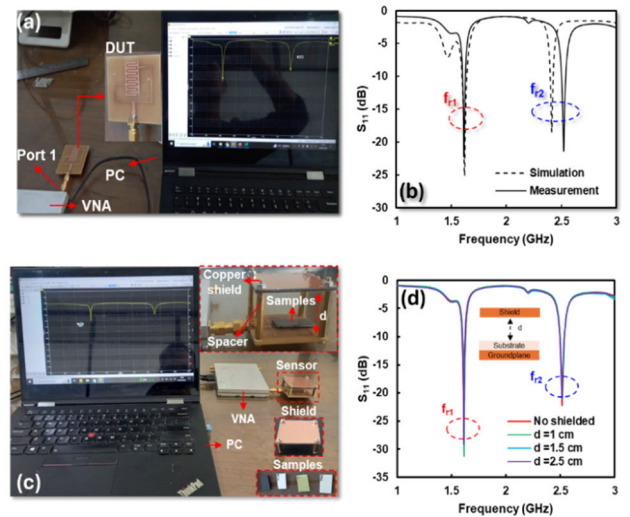 (a)
DUT
Port 1
PC
VNA
S₁₁ (dB)
0
-5
-10
-15
-20
-25
-30
fr1
fr2
Simulation
Measurement
(b)
1
1.5
2
2.5
3
Frequency (GHz)
Copper
shield
Samples
d
Spacer
Sensor
VNA
Shield
PC
Samples
ThinkPad
(c)
(d)
S₁₁ (dB)
0
-5
-10
-15
-20
-25
-30
-35
Shield
d
Substrate
Groundplane
fr1
fr2
No shielded
d =1 cm
d =1.5 cm
d =2.5 cm
1
1.5
2
2.5
3
Frequency (GHz)